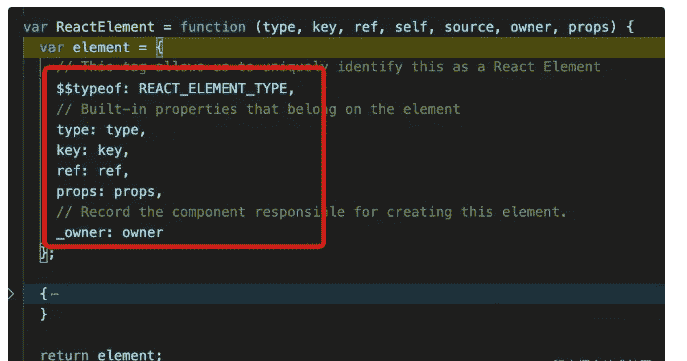 var ReactElement = function (type, key, ref, self, source, owner, props) {
var element = {
// This tag allows us to uniquely identify this as a React Element
$$typeof: REACT_ELEMENT_TYPE,
// Built-in properties that belong on the element
type: type,
key: key,
ref: ref,
props: props,
// Record the component responsible for creating this element.
_owner: owner
};
{ …
}
return element;